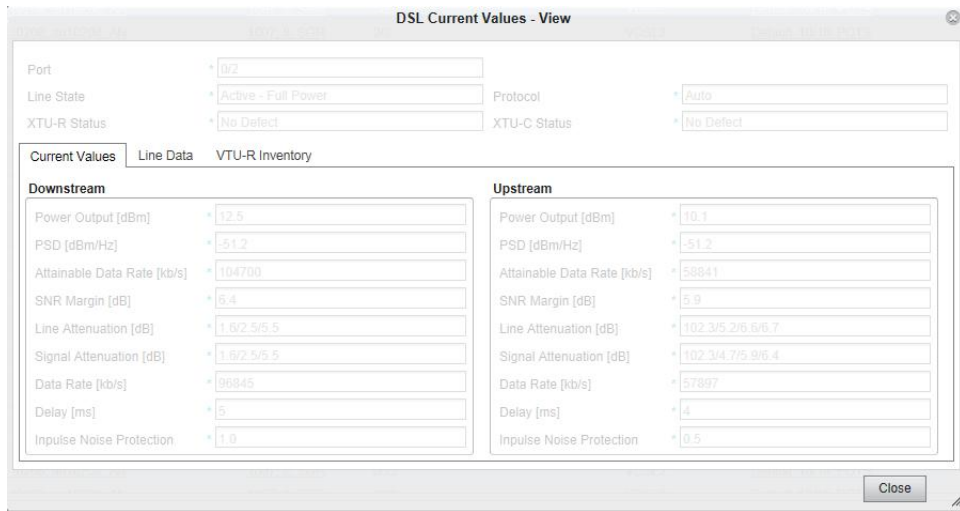 DSL Current Values - View
Port * 0/2
Line State * Active - Full Power Protocol * Auto
XTU-R Status * No Defect XTU-C Status * No Defect
Current Values Line Data VTU-R Inventory
Downstream Upstream
Power Output [dBm] * 12.5 Power Output [dBm] * 10.1
PSD [dBm/Hz] * -51.2 PSD [dBm/Hz] * -51.2
Attainable Data Rate [kb/s] * 104700 Attainable Data Rate [kb/s] * 58841
SNR Margin [dB] * 6.4 SNR Margin [dB] * 5.9
Line Attenuation [dB] * 1.6/2.5/5.5 Line Attenuation [dB] * 102.3/5.2/6.6/6.7
Signal Attenuation [dB] * 1.6/2.5/5.5 Signal Attenuation [dB] * 102.3/4.7/5.9/6.4
Data Rate [kb/s] * 96845 Data Rate [kb/s] * 57897
Delay [ms] * 5 Delay [ms] * 4
Inpulse Noise Protection * 1.0 Inpulse Noise Protection * 0.5
Close